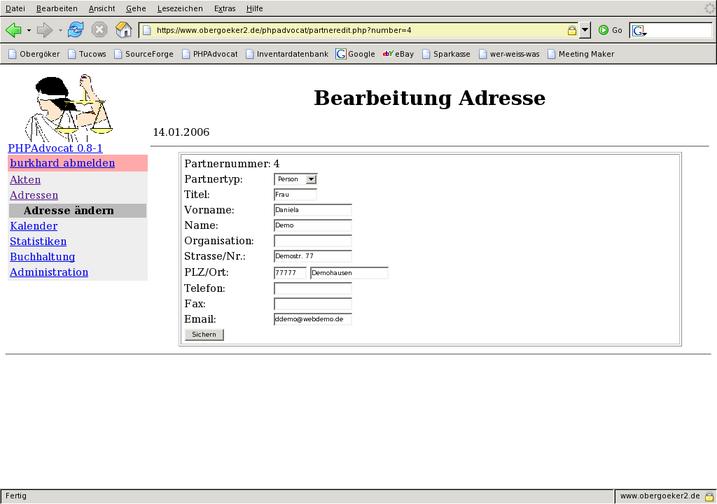 Datei Bearbeiten Ansicht Gehe Lesezeichen Extras Hilfe
https://www.obergoeker2.de/phpadvocat/partneredit.php?number=4 Go
Obergöker Tucows SourceForge PHPAdvocat Inventardatenbank Google eBay Sparkasse wer-weiss-was Meeting Maker
Bearbeitung Adresse
14.01.2006
PHPAdvocat 0.8-1
burkhard abmelden
Akten
Adressen
Adresse ändern
Kalender
Statistiken
Buchhaltung
Administration
Partnernummer: 4
Partnertyp: Person
Titel: Frau
Vorname: Daniela
Name: Demo
Organisation:
Strasse/Nr.: Demostr. 77
PLZ/Ort: 77777 Demohausen
Telefon:
Fax:
Email: ddemo@webdemo.de
Sichern
Fertig www.obergoeker2.de